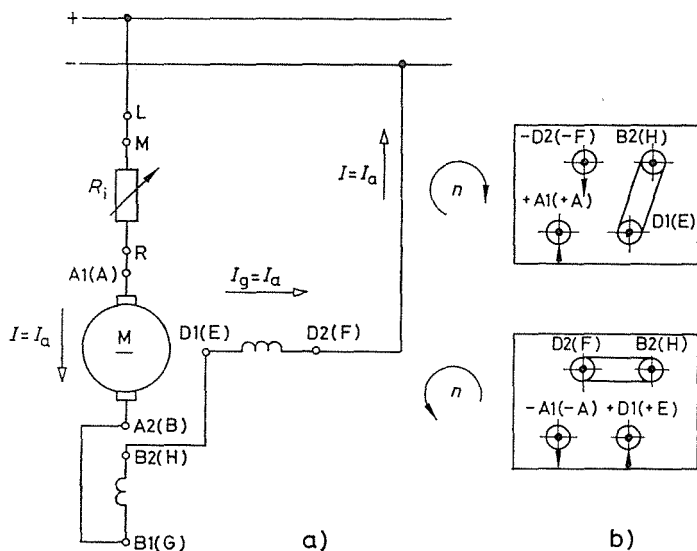 +
−
L
M
R_i
R
A1(A)
I=I_a
M
I_g=I_a
I=I_a
D1(E)
D2(F)
A2(B)
B2(H)
B1(G)
a)
n
-D2(-F) B2(H)
+A1(+A)
D1(E)
n
D2(F) B2(H)
-A1(-A) +D1(+E)
b)